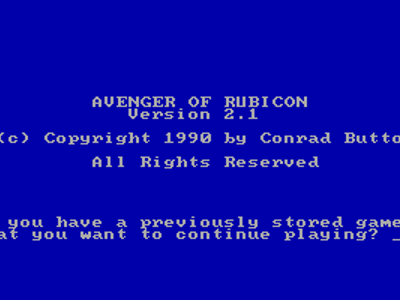 AVENGER OF RUBICON
Version 2.1
(c) Copyright 1990 by Conrad Butto
All Rights Reserved
you have a previously stored game
at you want to continue playing? _